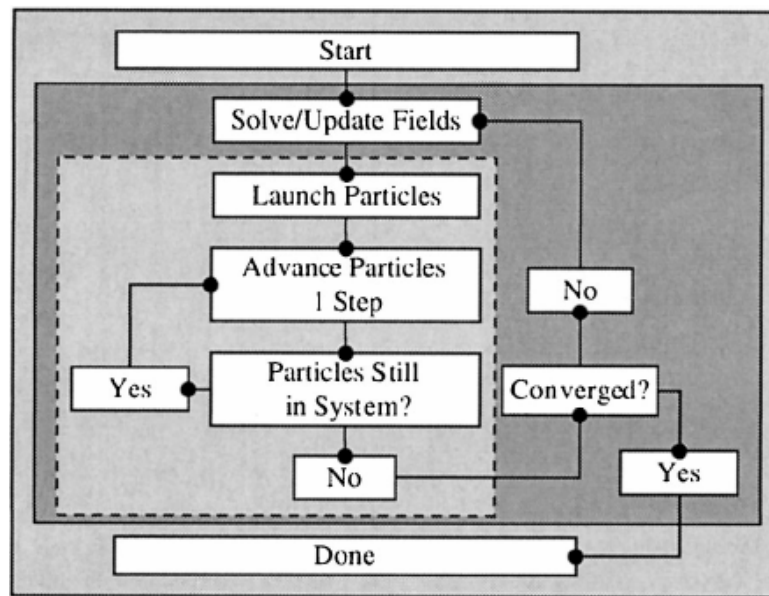 Start
Solve/Update Fields
Launch Particles
Advance Particles
1 Step
No
Yes
Particles Still
in System?
Converged?
No
Yes
Done